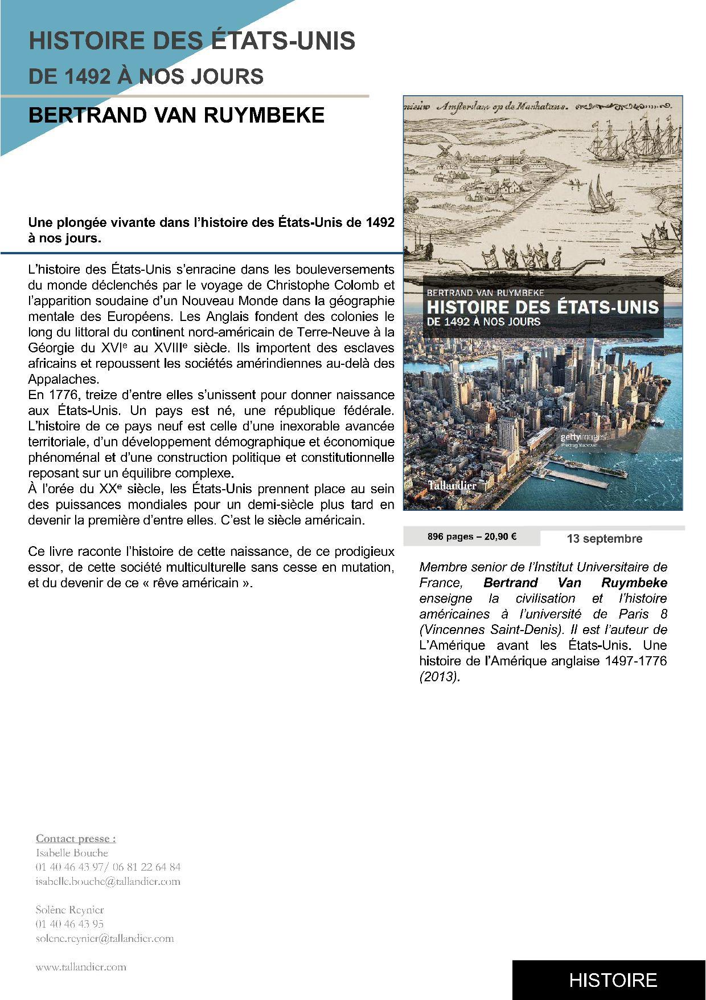 HISTOIRE DES ÉTATS-UNIS
DE 1492 À NOS JOURS
BERTRAND VAN RUYMBEKE
Une plongée vivante dans l’histoire des États-Unis de 1492
à nos jours.
L’histoire des États-Unis s’enracine dans les bouleversements
du monde déclenchés par le voyage de Christophe Colomb et
l’apparition soudaine d’un Nouveau Monde dans la géographie
mentale des Européens. Les Anglais fondent des colonies le
long du littoral du continent nord-américain de Terre-Neuve à la
Géorgie du XVIe au XVIIIe siècle. Ils importent des esclaves
africains et repoussent les sociétés amérindiennes au-delà des
Appalaches.
En 1776, treize d’entre elles s’unissent pour donner naissance
aux États-Unis. Un pays est né, une république fédérale.
L’histoire de ce pays neuf est celle d’une inexorable avancée
territoriale, d’un développement démographique et économique
phénoménal et d’une construction politique et constitutionnelle
reposant sur un équilibre complexe.
À l’orée du XXe siècle, les États-Unis prennent place au sein
des puissances mondiales pour un demi-siècle plus tard en
devenir la première d’entre elles. C’est le siècle américain.
Ce livre raconte l’histoire de cette naissance, de ce prodigieux
essor, de cette société multiculturelle sans cesse en mutation,
et du devenir de ce « rêve américain ».
nieuw Amsterdam op de Manhatans.
BERTRAND VAN RUYMBEKE
HISTOIRE DES ÉTATS-UNIS
DE 1492 À NOS JOURS
gettyimages
Tallandier
896 pages – 20,90 €
13 septembre
Membre senior de l’Institut Universitaire de
France, Bertrand Van Ruymbeke
enseigne la civilisation et l’histoire
américaines à l’université de Paris 8
(Vincennes Saint-Denis). Il est l’auteur de
L’Amérique avant les États-Unis. Une
histoire de l’Amérique anglaise 1497-1776
(2013).
Contact presse :
Isabelle Bouche
01 40 46 43 97/ 06 81 22 64 84
isabelle.bouche@tallandier.com
Solène Reynier
01 40 46 43 95
solene.reynier@tallandier.com
www.tallandier.com
HISTOIRE